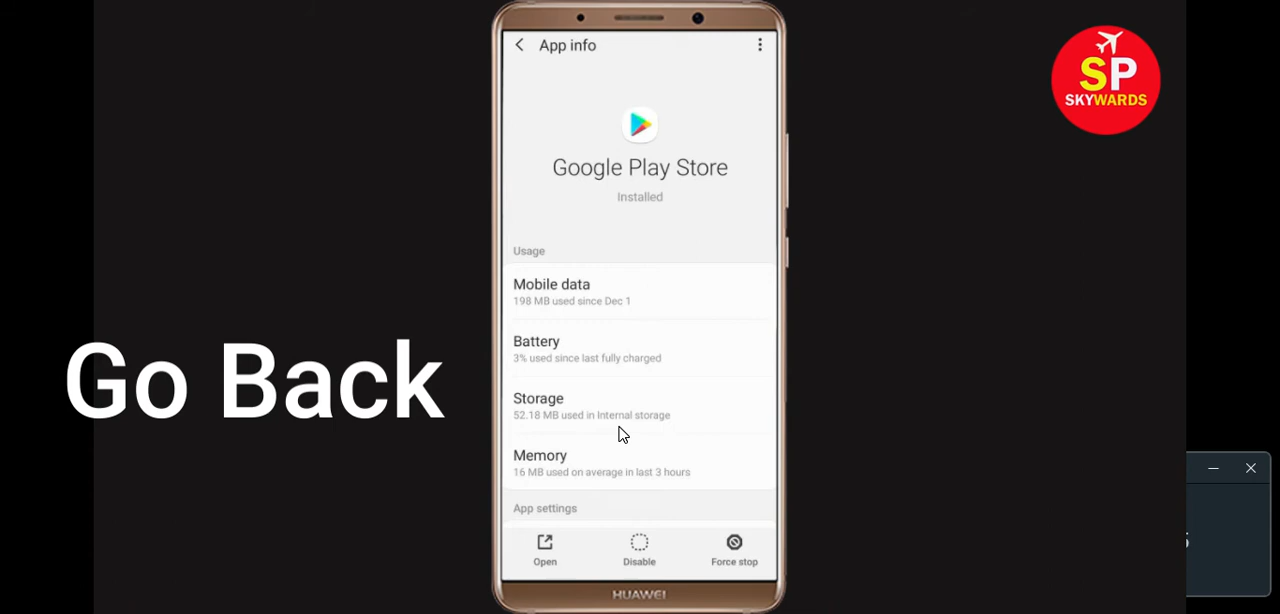 App info
SP
SKYWARDS
Google Play Store
Installed
Usage
Mobile data
198 MB used since Dec 1
Go Back
Battery
3% used since last fully charged
Storage
52.18 MB used in Internal storage
Memory
16 MB used on average in last 3 hours
App settings
Open
Disable
Force stop
HUAWEI